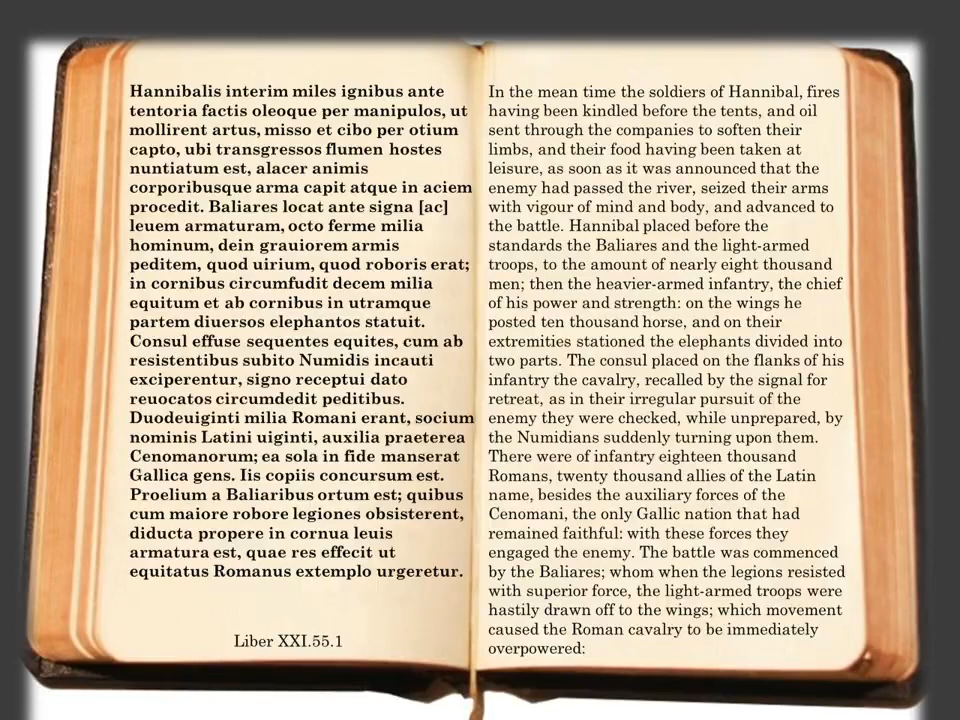 Hannibalis interim miles ignibus ante
tentoria factis oleoque per manipulos, ut
mollirent artus, misso et cibo per otium
capto, ubi transgressos flumen hostes
nuntiatum est, alacer animis
corporibusque arma capit atque in aciem
procedit. Baliares locat ante signa [ac]
leuem armaturam, octo ferme milia
hominum, dein grauiorem armis
peditem, quod uirium, quod roboris erat;
in cornibus circumfudit decem milia
equitum et ab cornibus in utramque
partem diuersos elephantos statuit.
Consul effuse sequentes equites, cum ab
resistentibus subito Numidis incauti
exciperentur, signo receptui dato
reuocatos circumdedit peditibus.
Duodeuiginti milia Romani erant, socium
nominis Latini uiginti, auxilia praeterea
Cenomanorum; ea sola in fide manserat
Gallica gens. Iis copiis concursum est.
Proelium a Baliaribus ortum est; quibus
cum maiore robore legiones obsisterent,
diducta propere in cornua leuis
armatura est, quae res effecit ut
equitatus Romanus extemplo urgeretur.
Liber XXI.55.1
In the mean time the soldiers of Hannibal, fires
having been kindled before the tents, and oil
sent through the companies to soften their
limbs, and their food having been taken at
leisure, as soon as it was announced that the
enemy had passed the river, seized their arms
with vigour of mind and body, and advanced to
the battle. Hannibal placed before the
standards the Baliares and the light-armed
troops, to the amount of nearly eight thousand
men; then the heavier-armed infantry, the chief
of his power and strength: on the wings he
posted ten thousand horse, and on their
extremities stationed the elephants divided into
two parts. The consul placed on the flanks of his
infantry the cavalry, recalled by the signal for
retreat, as in their irregular pursuit of the
enemy they were checked, while unprepared, by
the Numidians suddenly turning upon them.
There were of infantry eighteen thousand
Romans, twenty thousand allies of the Latin
name, besides the auxiliary forces of the
Cenomani, the only Gallic nation that had
remained faithful: with these forces they
engaged the enemy. The battle was commenced
by the Baliares; whom when the legions resisted
with superior force, the light-armed troops were
hastily drawn off to the wings; which movement
caused the Roman cavalry to be immediately
overpowered: